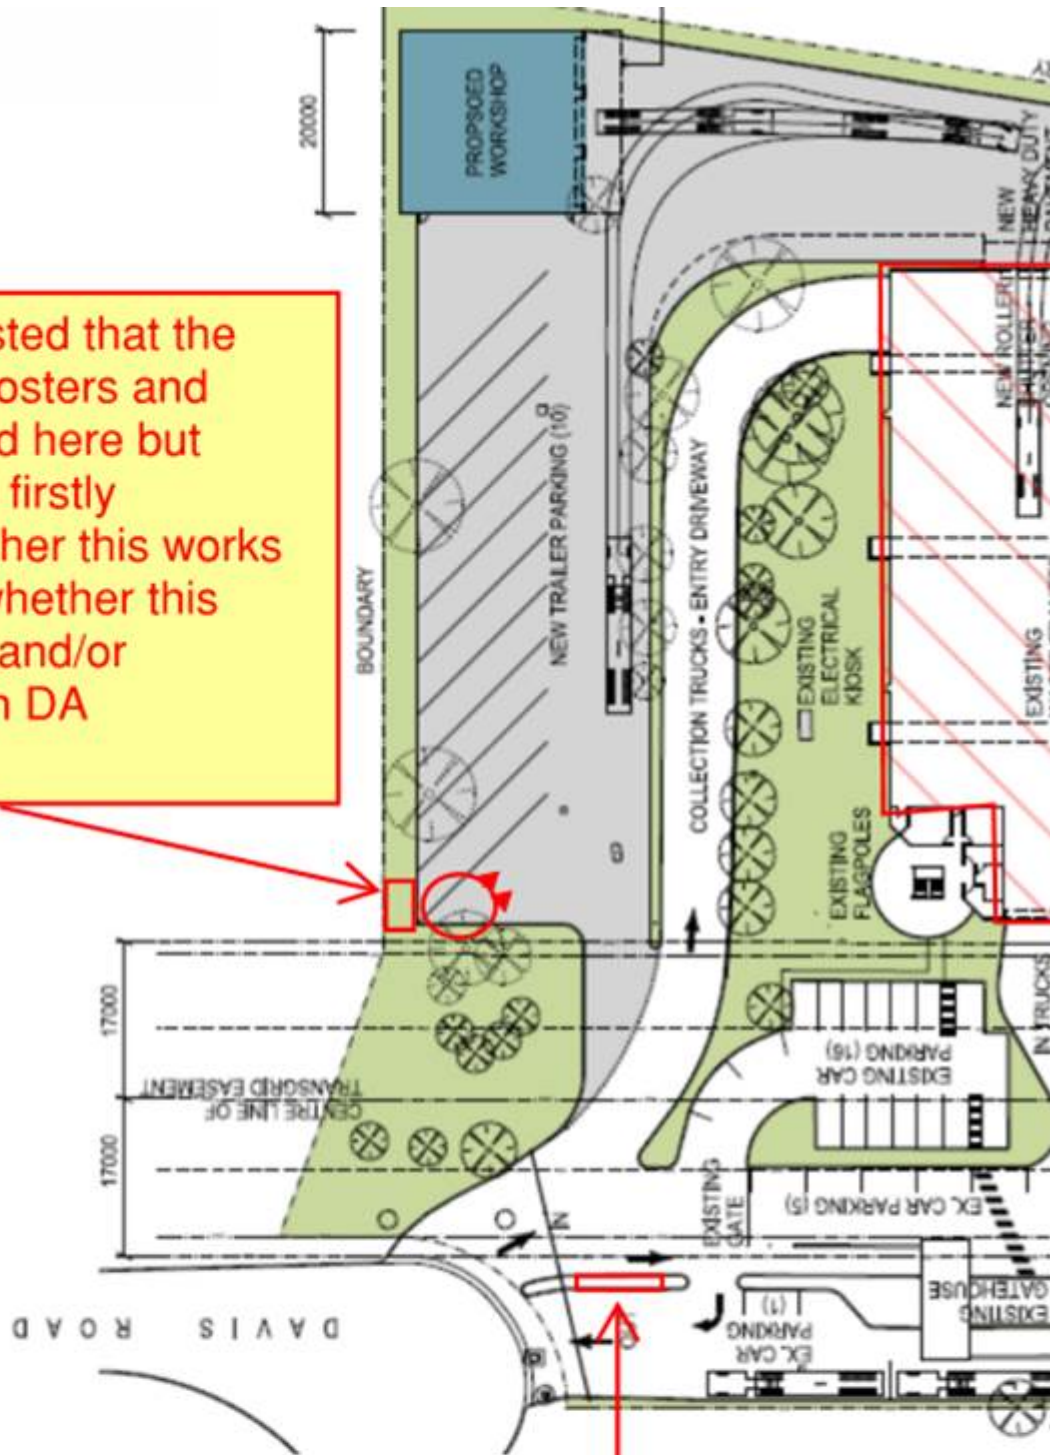 20000
PROPSOED
WORKSHOP
NEW
HEAVY DUTY
NEW ROLLER
SHUTTER
sted that the
osters and
d here but
firstly
her this works
whether this
and/or
n DA
BOUNDARY
NEW TRAILER PARKING (10)
COLLECTION TRUCKS - ENTRY DRIVEWAY
EXISTING
ELECTRICAL
KIOSK
EXISTING
EXISTING
FLAGPOLES
17000
17000
CENTRE LINE OF
TRANSGRID EASEMENT
EXISTING CAR
PARKING (16)
IN TRUCKS
EX. CAR PARKING (5)
EXISTING
GATE
IN
EXISTING
GATEHOUSE
EX. CAR
PARKING
(1)
DAVIS ROAD